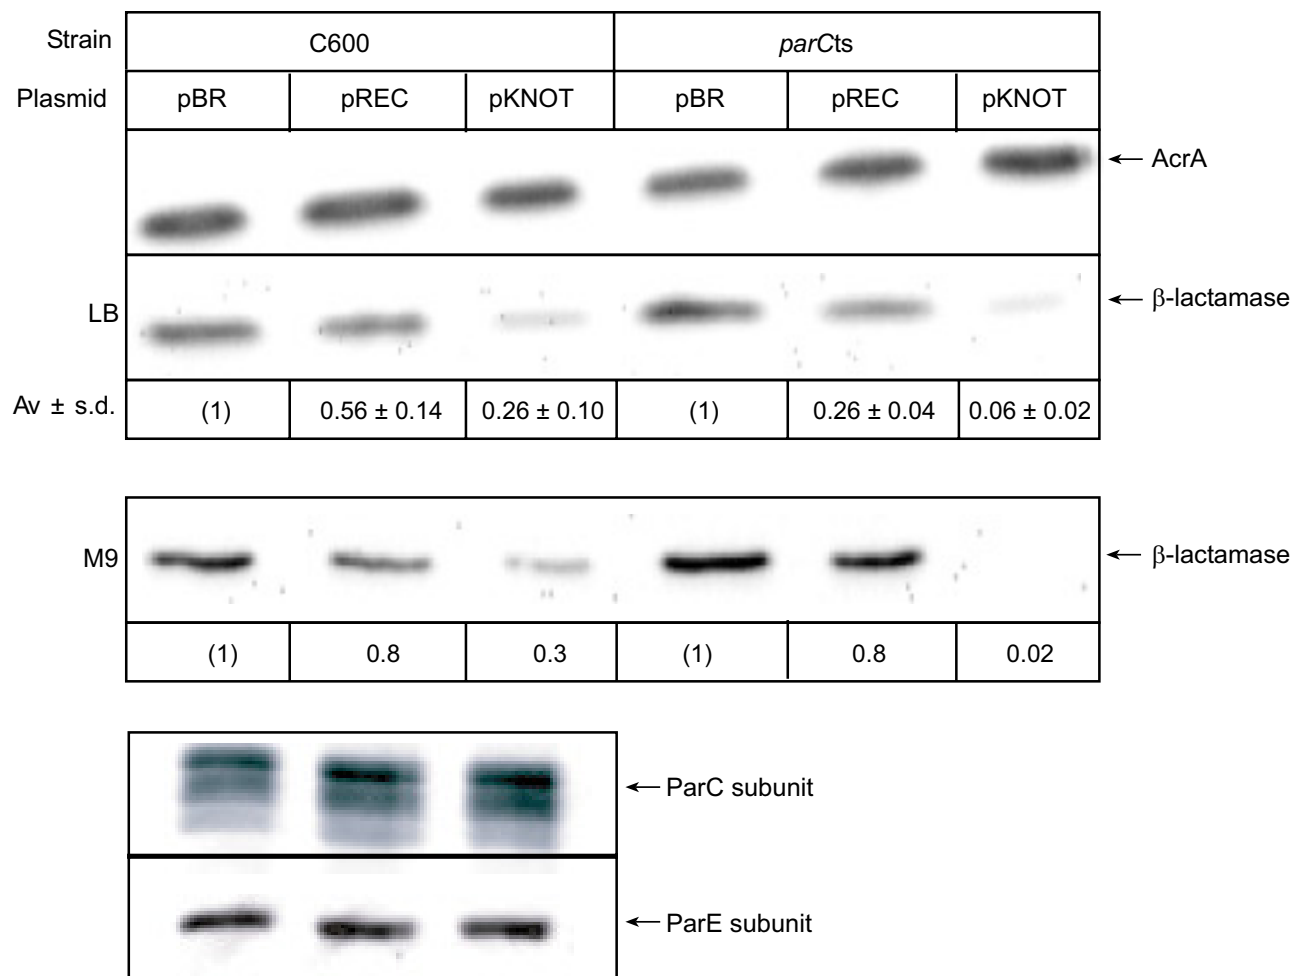 Strain C600 parCts
Plasmid pBR pREC pKNOT pBR pREC pKNOT
AcrA
LB β-lactamase
Av ± s.d. (1) 0.56 ± 0.14 0.26 ± 0.10 (1) 0.26 ± 0.04 0.06 ± 0.02
M9 β-lactamase
(1) 0.8 0.3 (1) 0.8 0.02
ParC subunit
ParE subunit